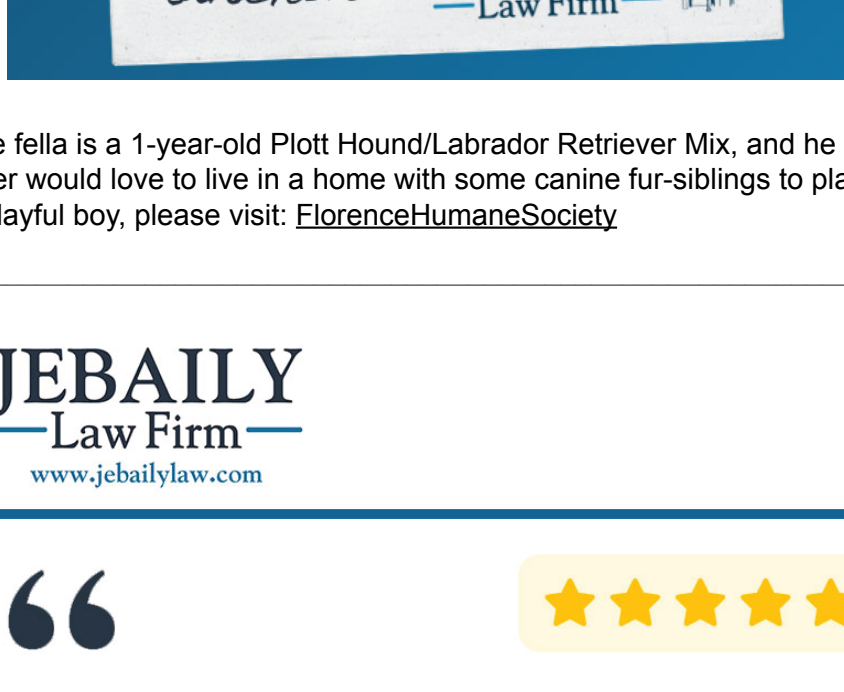 Law Firm
e fella is a 1-year-old Plott Hound/Labrador Retriever Mix, and he
er would love to live in a home with some canine fur-siblings to pla
layful boy, please visit: FlorenceHumaneSociety
JEBAILY
Law Firm
www.jebailylaw.com
“